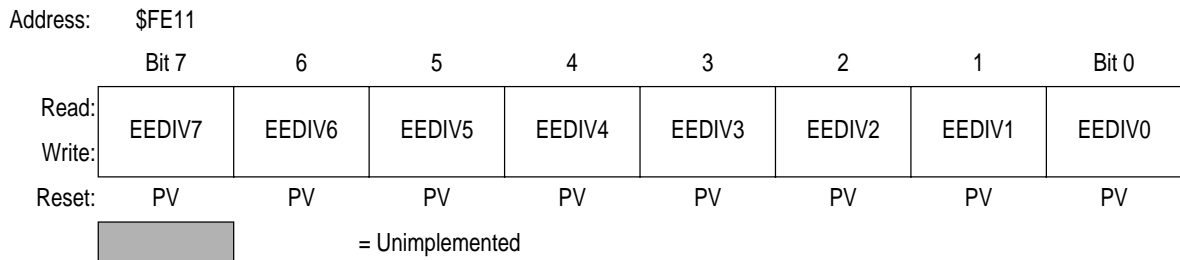 Address: $FE11
Bit 7 6 5 4 3 2 1 Bit 0
Read:
EEDIV7 EEDIV6 EEDIV5 EEDIV4 EEDIV3 EEDIV2 EEDIV1 EEDIV0
Write:
Reset: PV PV PV PV PV PV PV PV
= Unimplemented